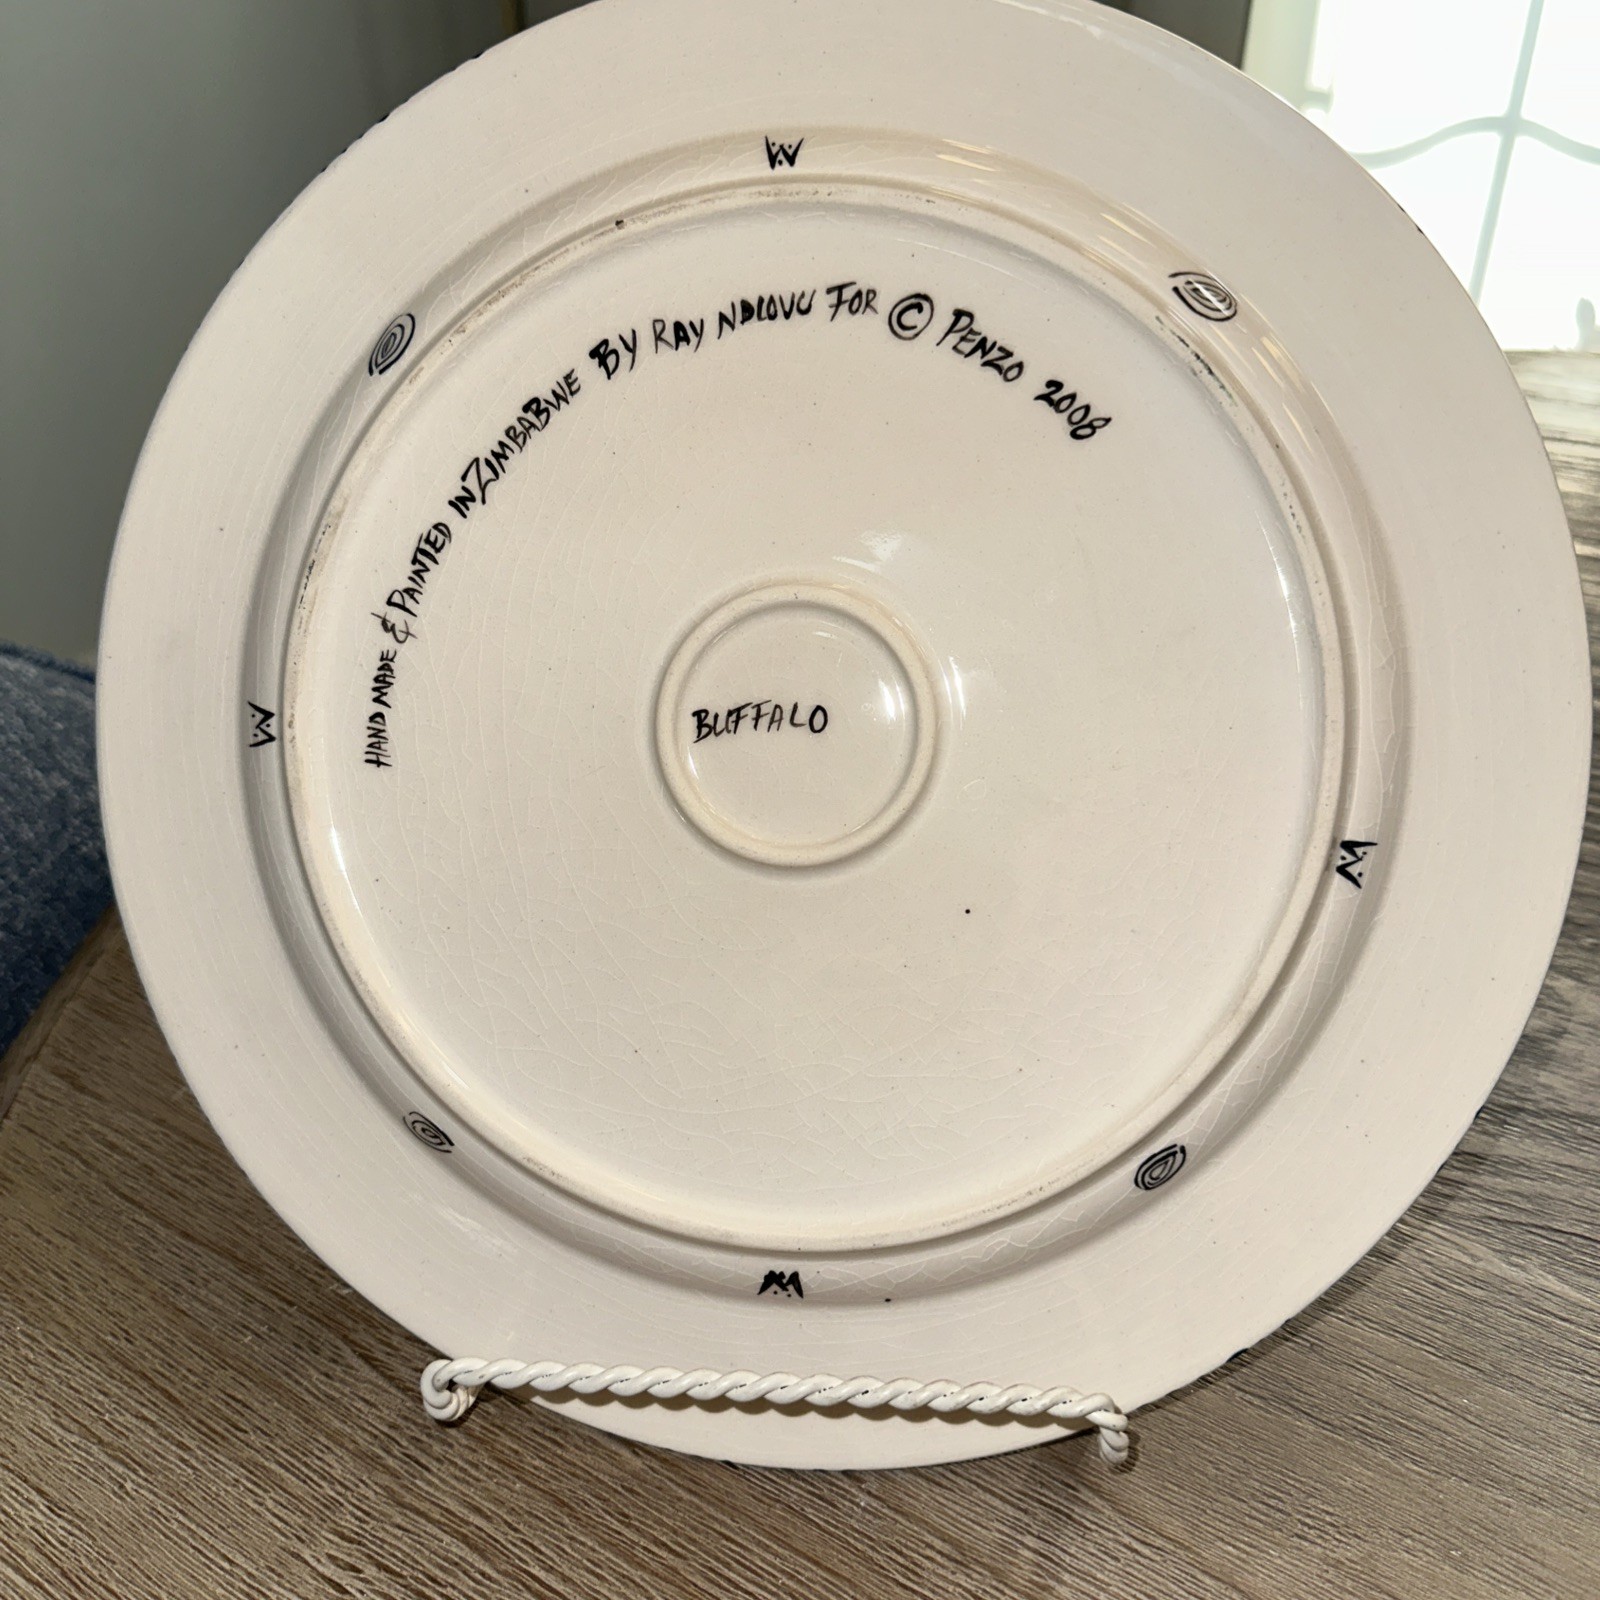 HAND MADE & PAINTED IN ZIMBABWE BY RAY NDLOVU FOR © PENZO 2008
BUFFALO